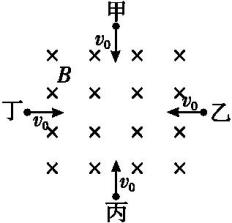 甲
v₀
× × × ×
B
× × × ×
丁 v₀ v₀ 乙
× × × ×
× × × ×
v₀
丙